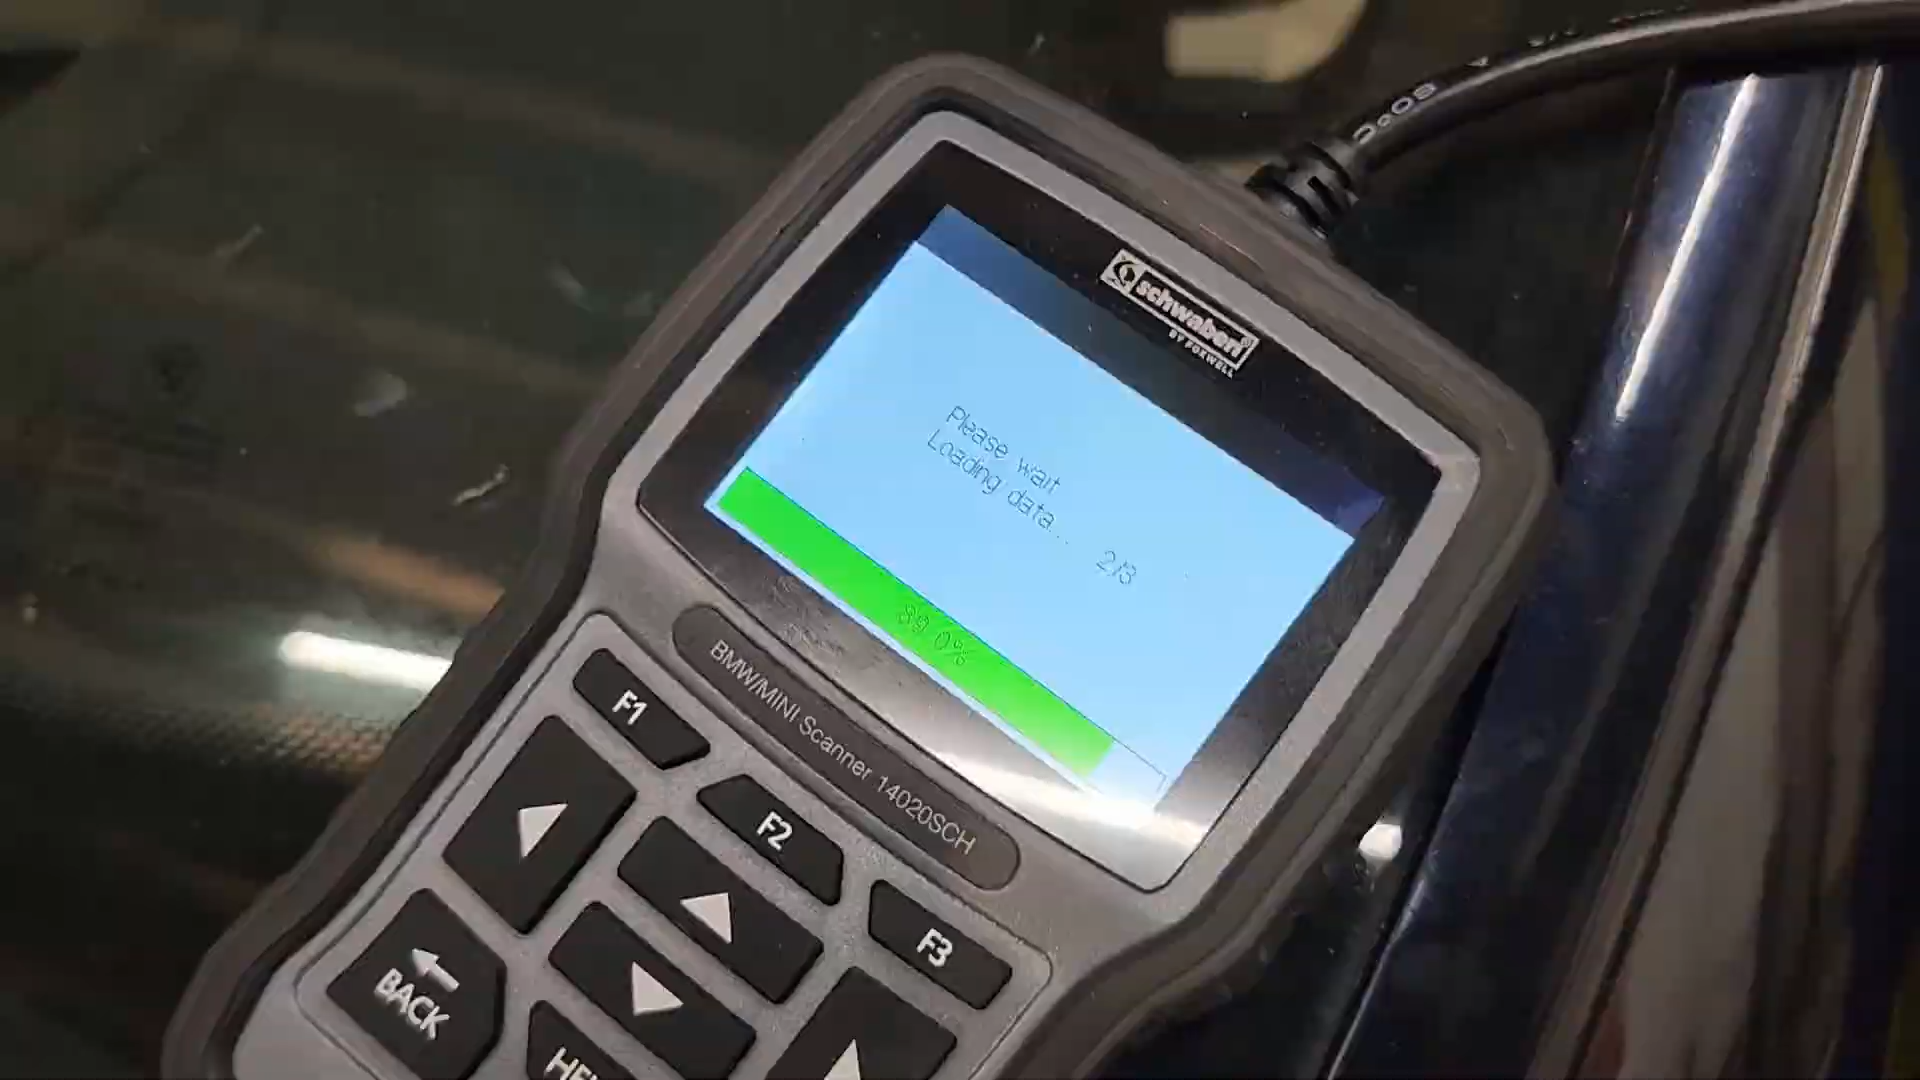 schwaben®
BY FOXWELL
Please wait
Loading data... 2/3
89.0%
BMW/MINI Scanner 14020SCH
F1
F2
F3
BACK